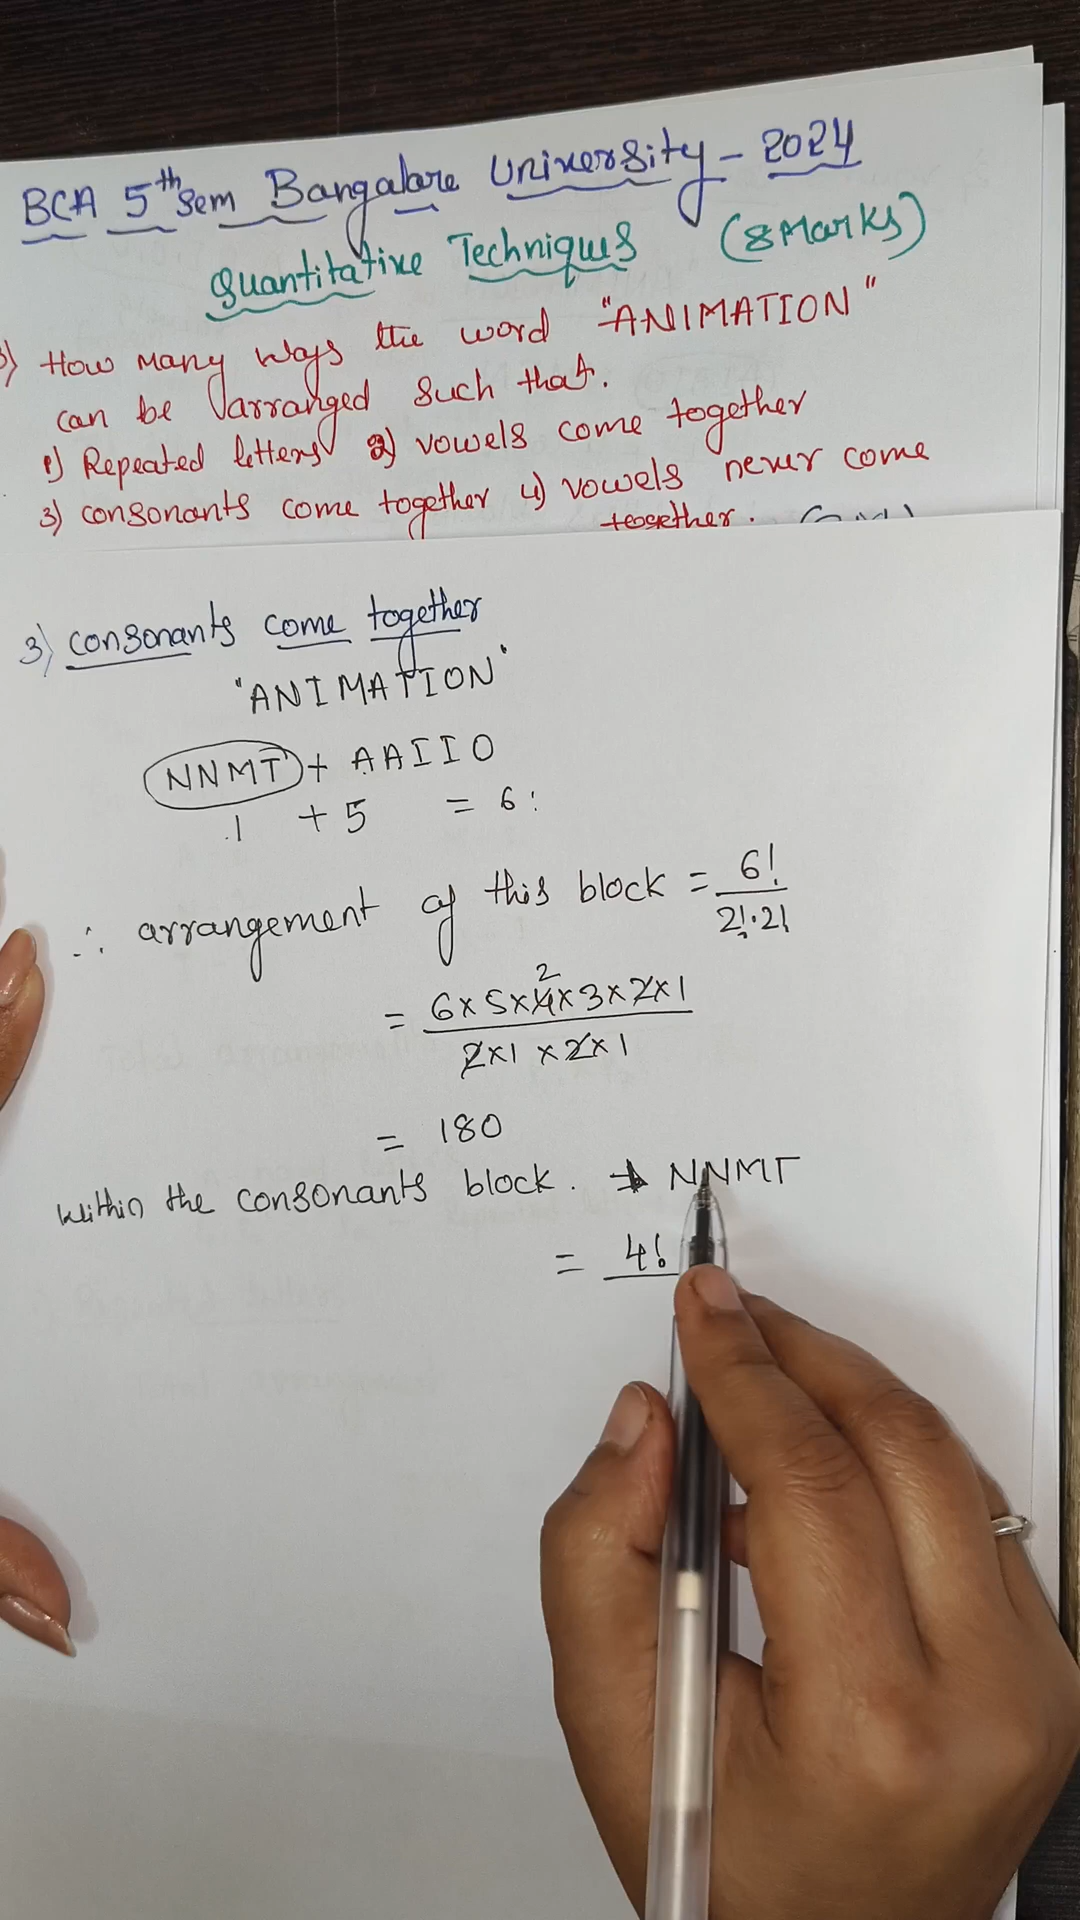 BCA 5th Sem Bangalore University - 2024
Quantitative Techniques (8 Marks)
How many ways the word "ANIMATION"
can be arranged such that.
1) Repeated letters 2) vowels come together
3) consonants come together 4) vowels never come
together.
3) consonants come together
"ANIMATION"
NNMT + AAIIO
1 + 5 = 6!
∴ arrangement of this block = 6!
2!·2!
2
= 6×5×4×3×2×1
2×1×2×1
= 180
within the consonants block. → NNMT
= 4!